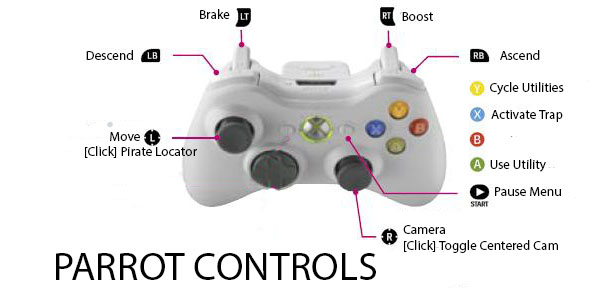 Brake LT
RT Boost
Descend LB
RB Ascend
Y Cycle Utilities
X Activate Trap
B
A Use Utility
Move L
[Click] Pirate Locator
Pause Menu
START
R Camera
[Click] Toggle Centered Cam
Y
X
B
A
PARROT CONTROLS